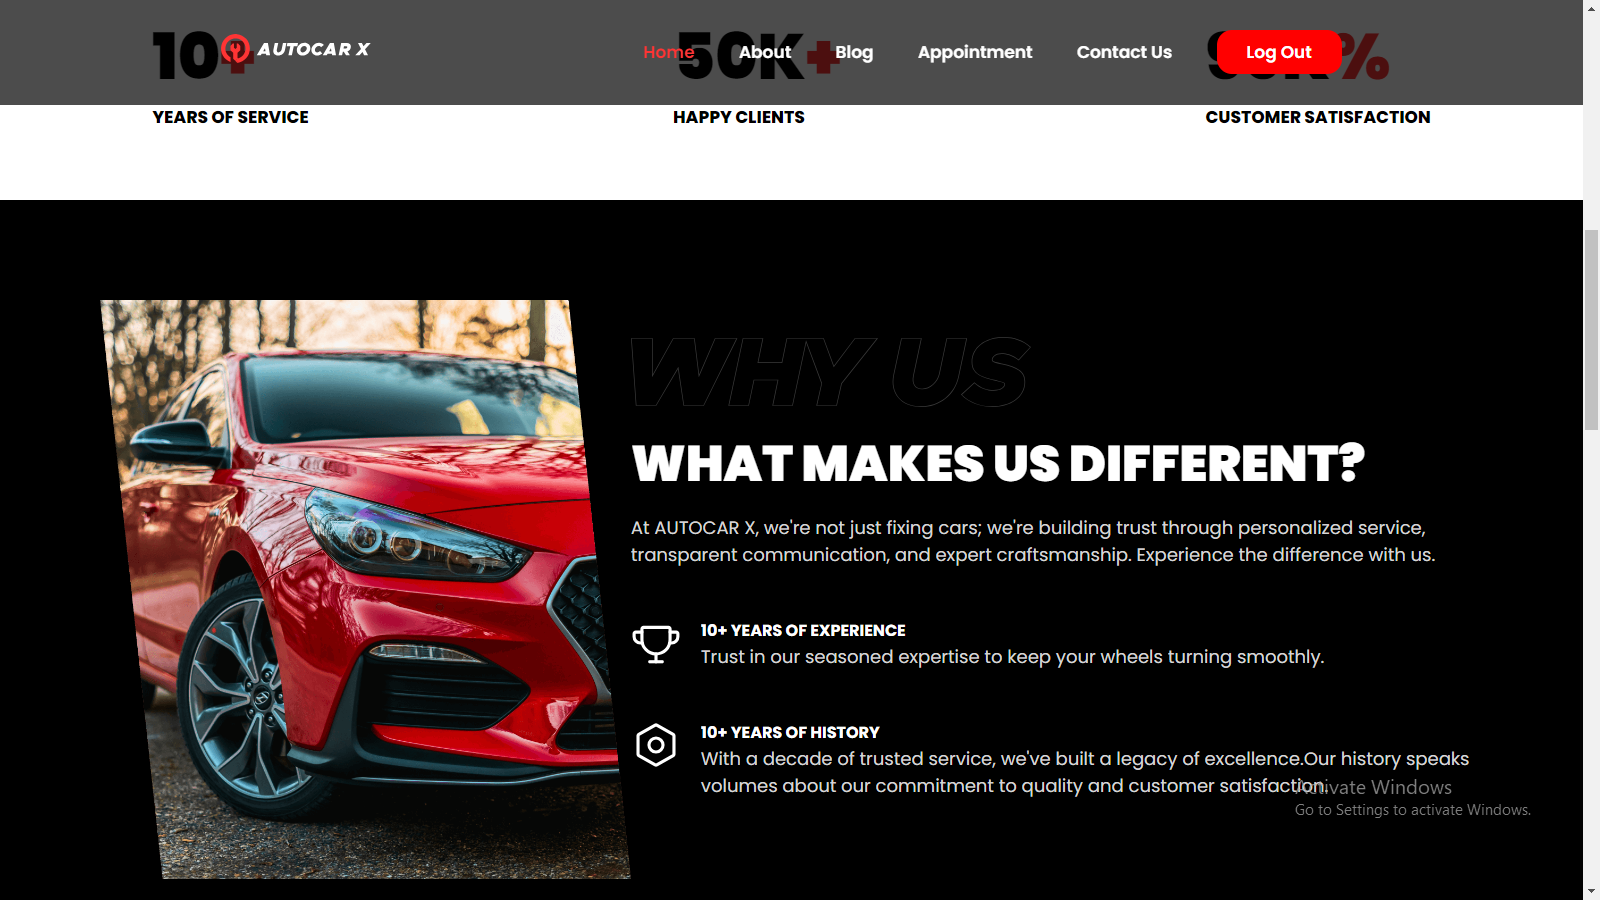 10+
AUTOCAR X
Home
50K+
About
Blog
Appointment
Contact Us
Log Out
%
YEARS OF SERVICE
HAPPY CLIENTS
CUSTOMER SATISFACTION
WHY US
WHAT MAKES US DIFFERENT?
At AUTOCAR X, we're not just fixing cars; we're building trust through personalized service,
transparent communication, and expert craftsmanship. Experience the difference with us.
10+ YEARS OF EXPERIENCE
Trust in our seasoned expertise to keep your wheels turning smoothly.
10+ YEARS OF HISTORY
With a decade of trusted service, we've built a legacy of excellence.Our history speaks
volumes about our commitment to quality and customer satisfaction.
Activate Windows
Go to Settings to activate Windows.